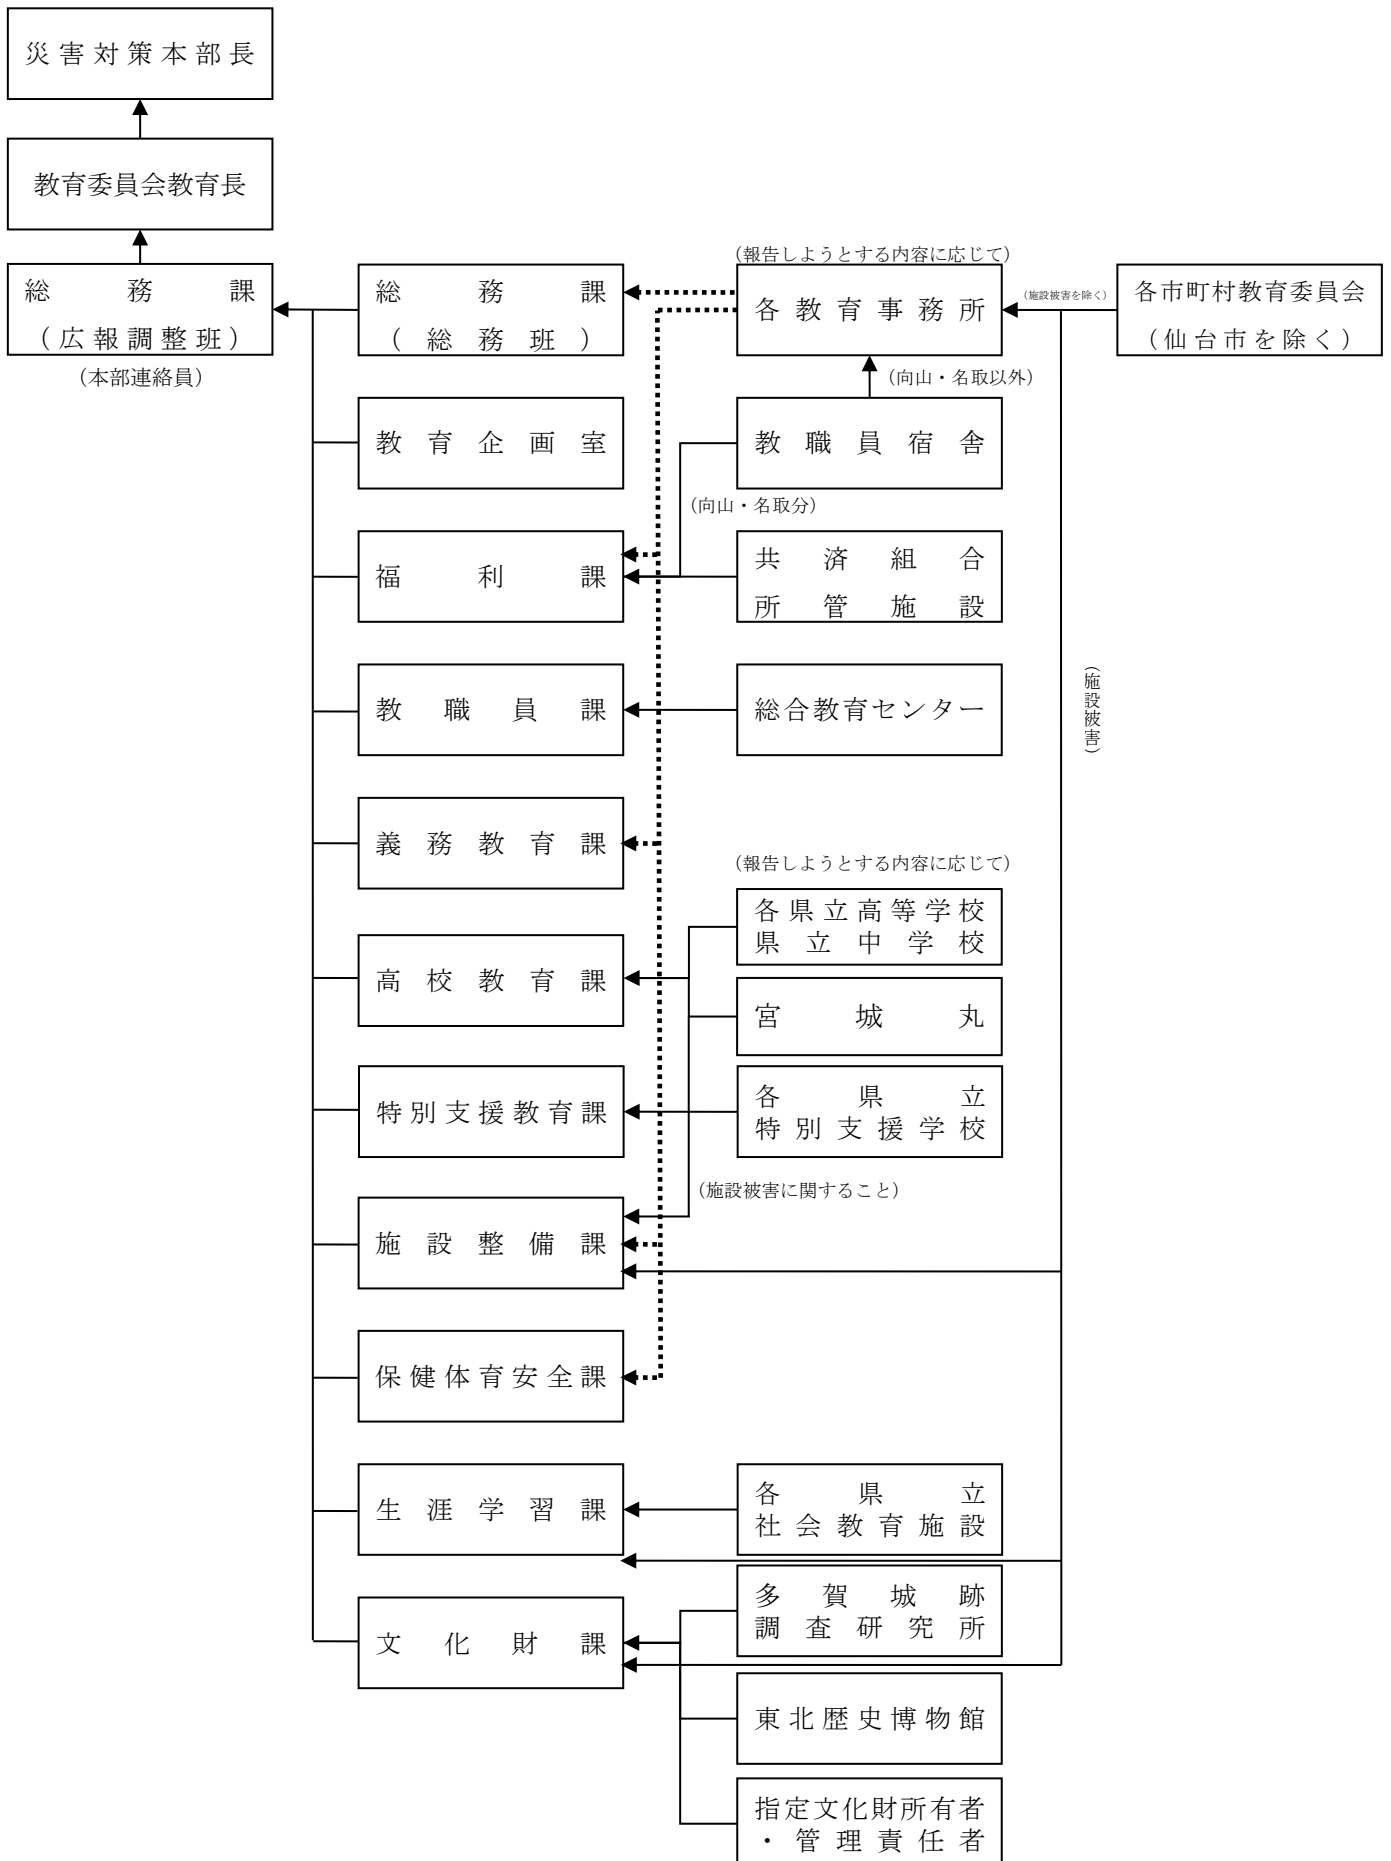 災害対策本部長
教育委員会教育長
総務課
（広報調整班）
（本部連絡員）
総務課
（総務班）
教育企画室
福利課
教職員課
義務教育課
高校教育課
特別支援教育課
施設整備課
保健体育安全課
生涯学習課
文化財課
（報告しようとする内容に応じて）
各教育事務所
（向山・名取以外）
教職員宿舎
（向山・名取分）
共済組合
所管施設
総合教育センター
（報告しようとする内容に応じて）
各県立高等学校
県立中学校
宮城丸
各県立
特別支援学校
（施設被害に関すること）
各県立
社会教育施設
多賀城跡
調査研究所
東北歴史博物館
指定文化財所有者
・管理責任者
（施設被害を除く）
各市町村教育委員会
（仙台市を除く）
（施設被害）